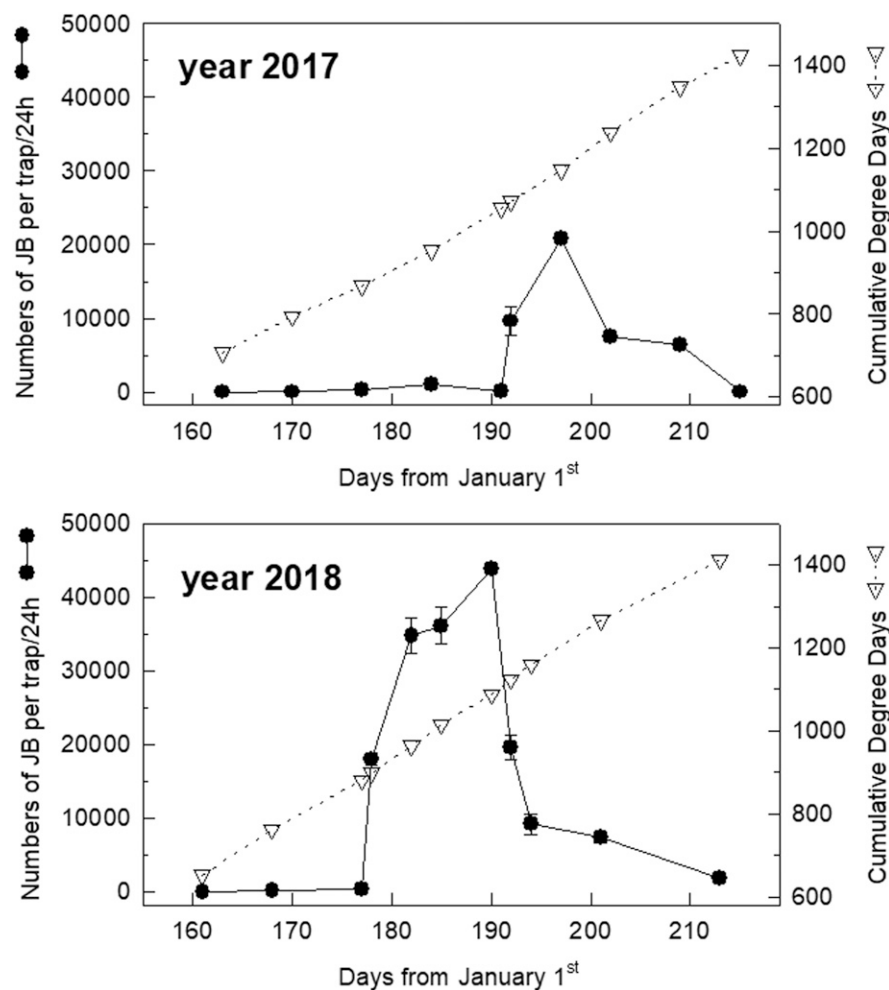 year 2017
Numbers of JB per trap/24h
50000
40000
30000
20000
10000
0
1400
1200
1000
800
600
Cumulative Degree Days
160 170 180 190 200 210
Days from January 1st
year 2018
Numbers of JB per trap/24h
50000
40000
30000
20000
10000
0
1400
1200
1000
800
600
Cumulative Degree Days
160 170 180 190 200 210
Days from January 1st